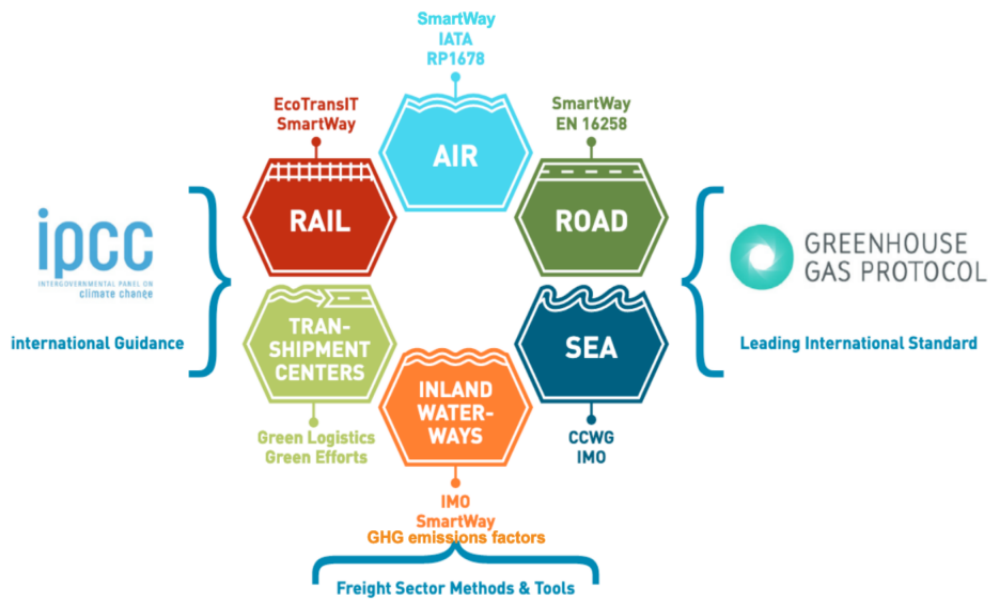 SmartWay
IATA
RP1678
EcoTransIT
SmartWay
SmartWay
EN 16258
AIR
RAIL
ROAD
ipcc
INTERGOVERNMENTAL PANEL ON
climate change
international Guidance
GREENHOUSE
GAS PROTOCOL
Leading International Standard
TRAN-
SHIPMENT
CENTERS
SEA
INLAND
WATER-
WAYS
Green Logistics
Green Efforts
CCWG
IMO
IMO
SmartWay
GHG emissions factors
Freight Sector Methods & Tools